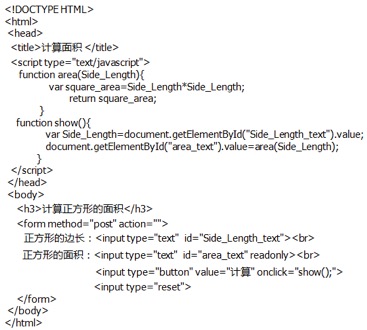 <!DOCTYPE HTML>
<html>
<head>
<title>计算面积 </title>
<script type="text/javascript">
function area(Side_Length){
var square_area=Side_Length*Side_Length;
return square_area;
}
function show(){
var Side_Length=document.getElementById("Side_Length_text").value;
document.getElementById("area_text").value=area(Side_Length);
}
</script>
</head>
<body>
<h3>计算正方形的面积</h3>
<form method="post" action="">
正方形的边长：<input type="text" id="Side_Length_text"><br>
正方形的面积：<input type="text" id="area_text" readonly><br>
<input type="button" value="计算" onclick="show();">
<input type="reset">
</form>
</body>
</html>